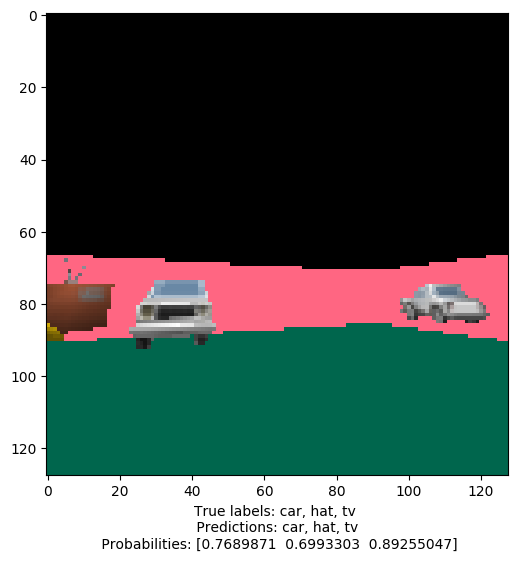 0
20
40
60
80
100
120
0 20 40 60 80 100 120
True labels: car, hat, tv
Predictions: car, hat, tv
Probabilities: [0.7689871 0.6993303 0.89255047]